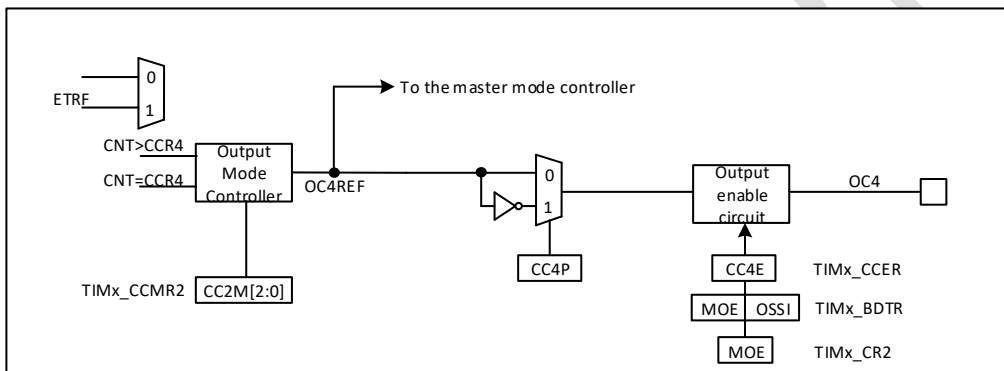 0
ETRF
1
To the master mode controller
CNT>CCR4
CNT=CCR4
Output
Mode
Controller
OC4REF
0
1
Output
enable
circuit
OC4
CC4P
CC4E
TIMx_CCER
TIMx_CCMR2
CC2M[2:0]
MOE
OSSI
TIMx_BDTR
MOE
TIMx_CR2